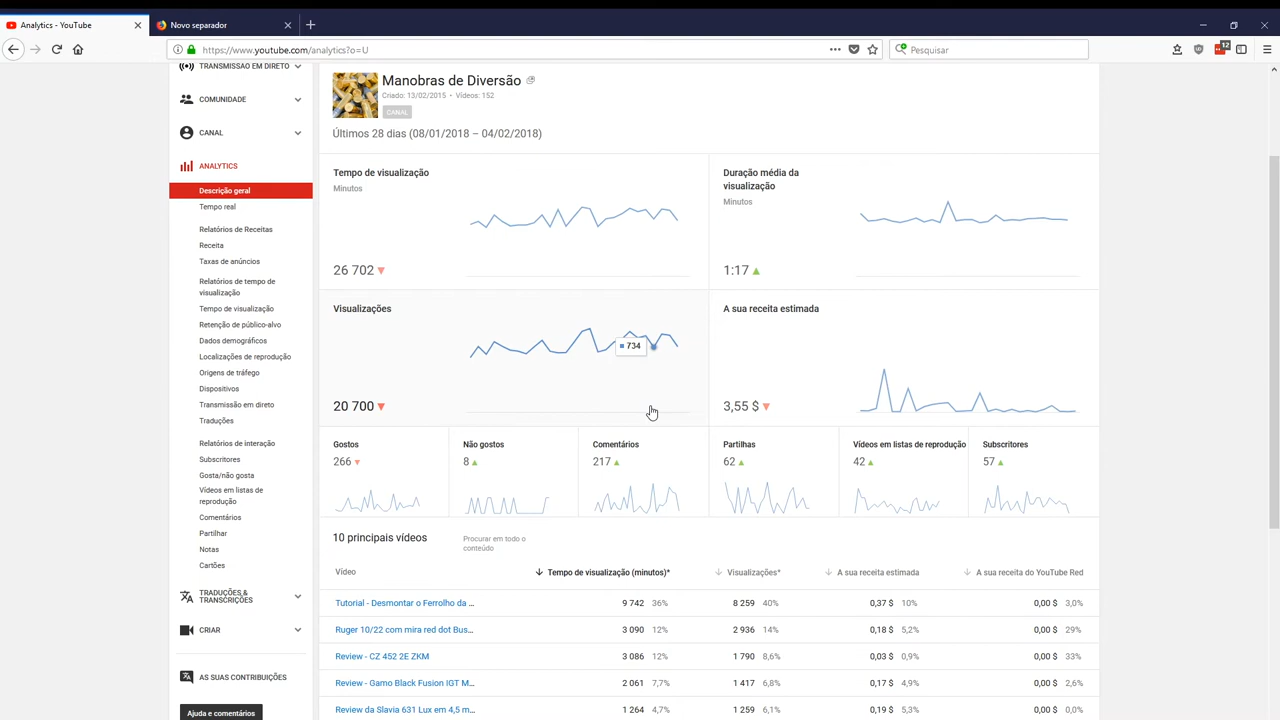 Analytics - YouTube
Novo separador
https://www.youtube.com/analytics?o=U
Pesquisar
12
TRANSMISSÃO EM DIRETO
COMUNIDADE
CANAL
ANALYTICS
Descrição geral
Tempo real
Relatórios de Receitas
Receita
Taxas de anúncios
Relatórios de tempo de
visualização
Tempo de visualização
Retenção de público-alvo
Dados demográficos
Localizações de reprodução
Origens de tráfego
Dispositivos
Transmissão em direto
Traduções
Relatórios de interação
Subscritores
Gosta/não gosta
Vídeos em listas de
reprodução
Comentários
Partilhar
Notas
Cartões
TRADUÇÕES &
TRANSCRIÇÕES
CRIAR
AS SUAS CONTRIBUIÇÕES
Ajuda e comentários
Manobras de Diversão
Criado: 13/02/2015 • Vídeos: 152
CANAL
Últimos 28 dias (08/01/2018 – 04/02/2018)
Tempo de visualização
Minutos
26 702
Duração média da
visualização
Minutos
1:17
Visualizações
734
20 700
A sua receita estimada
3,55 $
Gostos
266
Não gostos
8
Comentários
217
Partilhas
62
Vídeos em listas de reprodução
42
Subscritores
57
10 principais vídeos
Procurar em todo o
conteúdo
Vídeo Tempo de visualização (minutos)* Visualizações* A sua receita estimada A sua receita do YouTube Red
Tutorial - Desmontar o Ferrolho da ... 9 742 36% 8 259 40% 0,37 $ 10% 0,00 $ 3,0%
Ruger 10/22 com mira red dot Bus... 3 090 12% 2 936 14% 0,18 $ 5,2% 0,00 $ 29%
Review - CZ 452 2E ZKM 3 086 12% 1 790 8,6% 0,03 $ 0,9% 0,00 $ 33%
Review - Gamo Black Fusion IGT M... 2 061 7,7% 1 417 6,8% 0,17 $ 4,9% 0,00 $ 2,6%
Review da Slavia 631 Lux em 4,5 m... 1 264 4,7% 1 259 6,1% 0,19 $ 5,3% 0,00 $ 0,0%